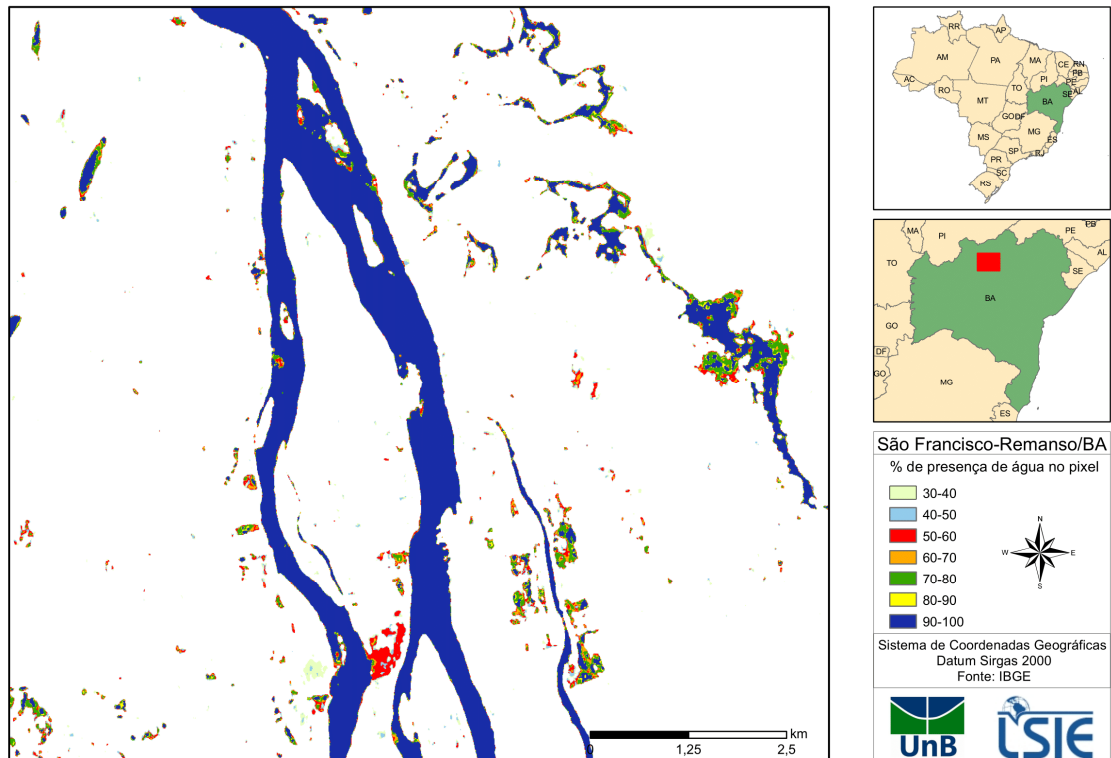 0
1,25
2,5
km
RR
AP
AM
PA
MA
CE
RN
PB
PI
PE
AC
TO
AL
RO
SE
BA
MT
GO
DF
MG
MS
ES
SP
RJ
PR
SC
RS
MA
PI
PE
PB
TO
AL
SE
BA
GO
DF
GO
MG
ES
São Francisco-Remanso/BA
% de presença de água no pixel
30-40
40-50
50-60
60-70
70-80
80-90
90-100
N
W
E
S
Sistema de Coordenadas Geográficas
Datum Sirgas 2000
Fonte: IBGE
UnB
LSIE